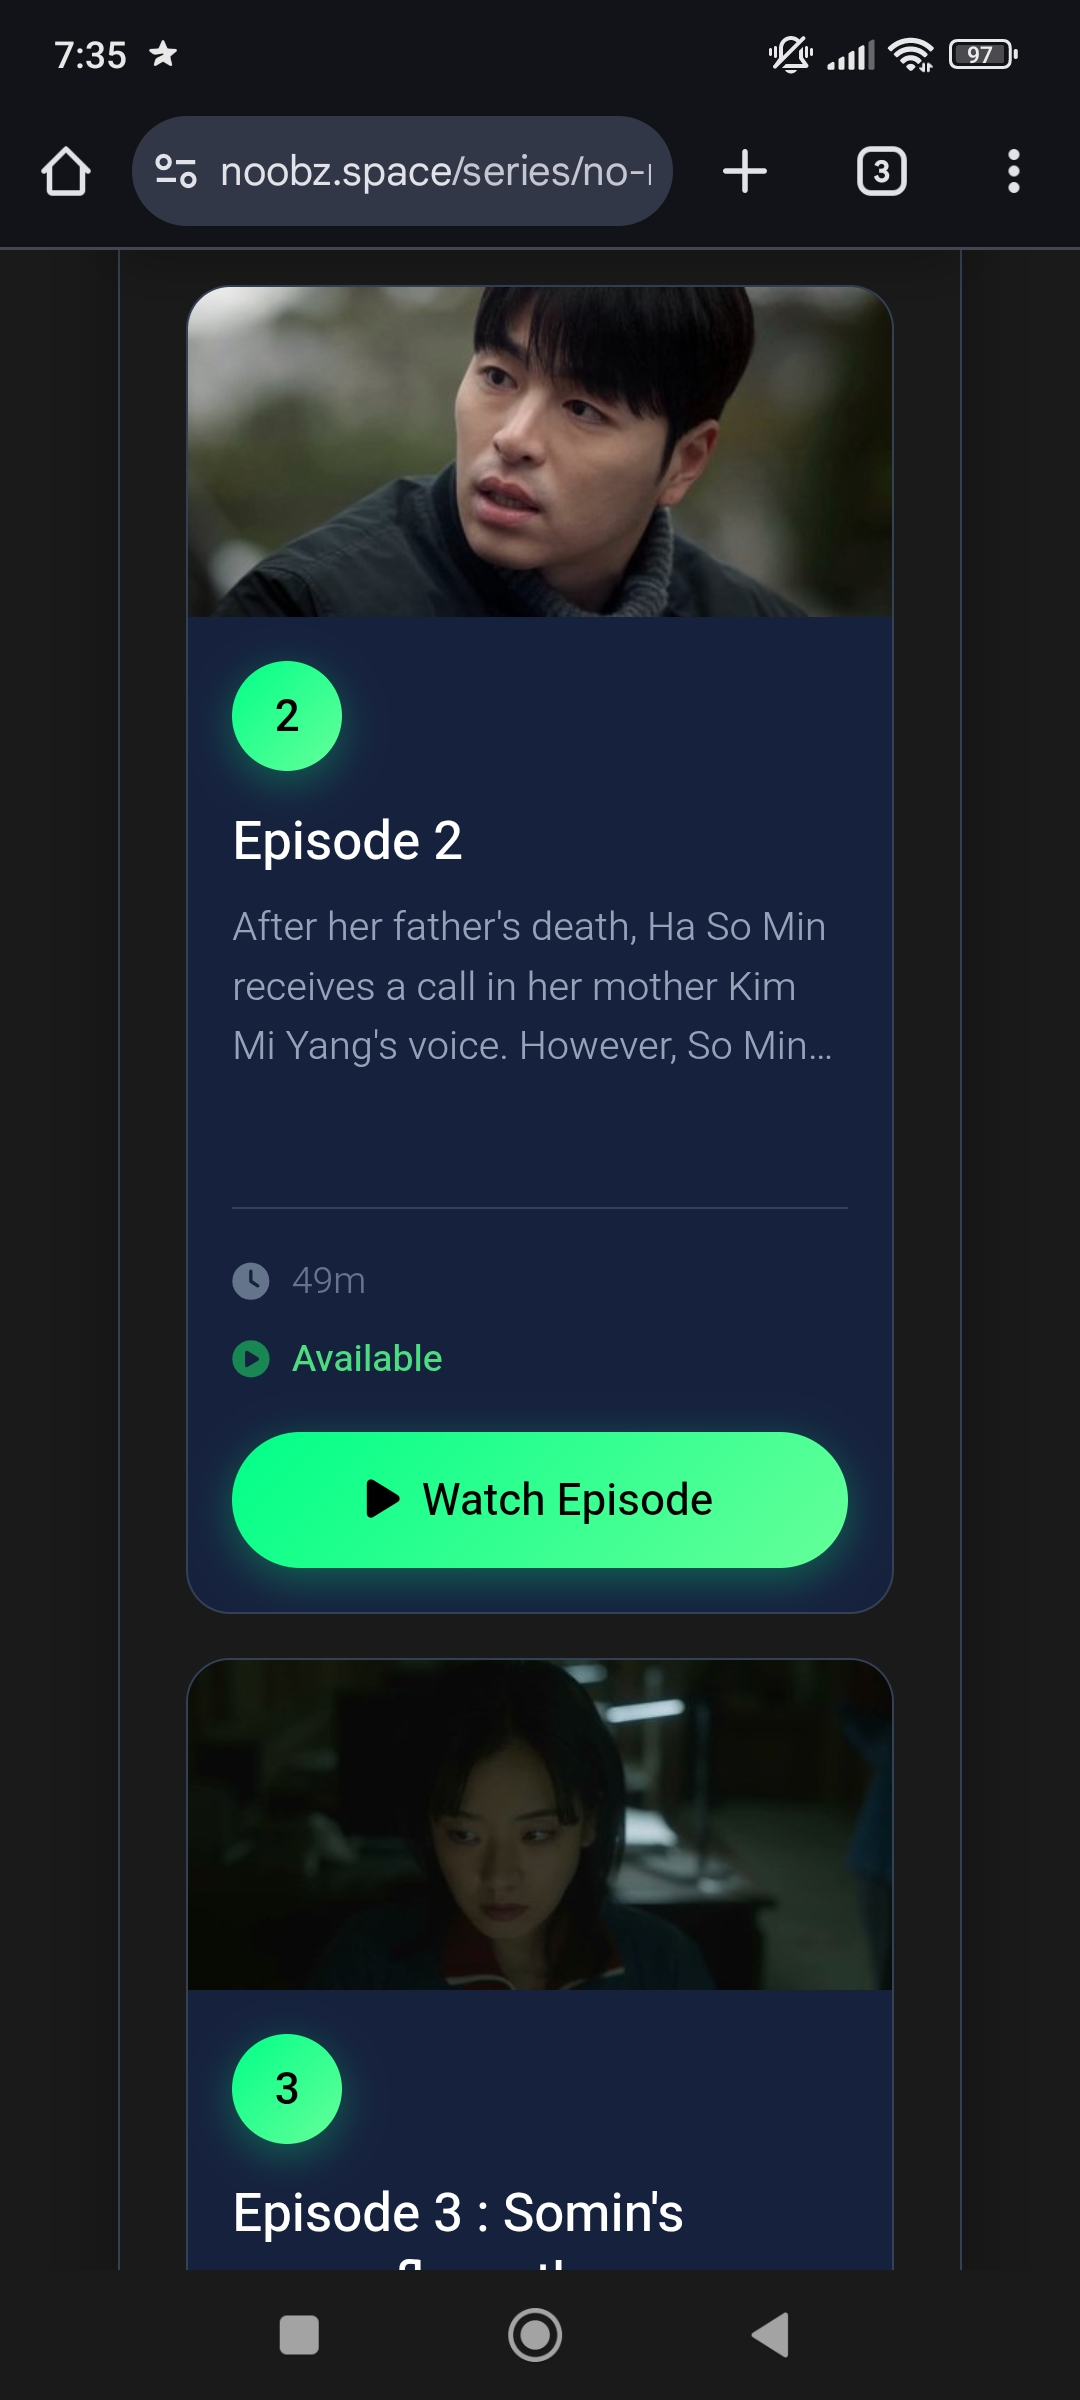 7:35
97
noobz.space/series/no-
3
2
Episode 2
After her father's death, Ha So Min
receives a call in her mother Kim
Mi Yang's voice. However, So Min...
49m
Available
Watch Episode
3
Episode 3 : Somin's